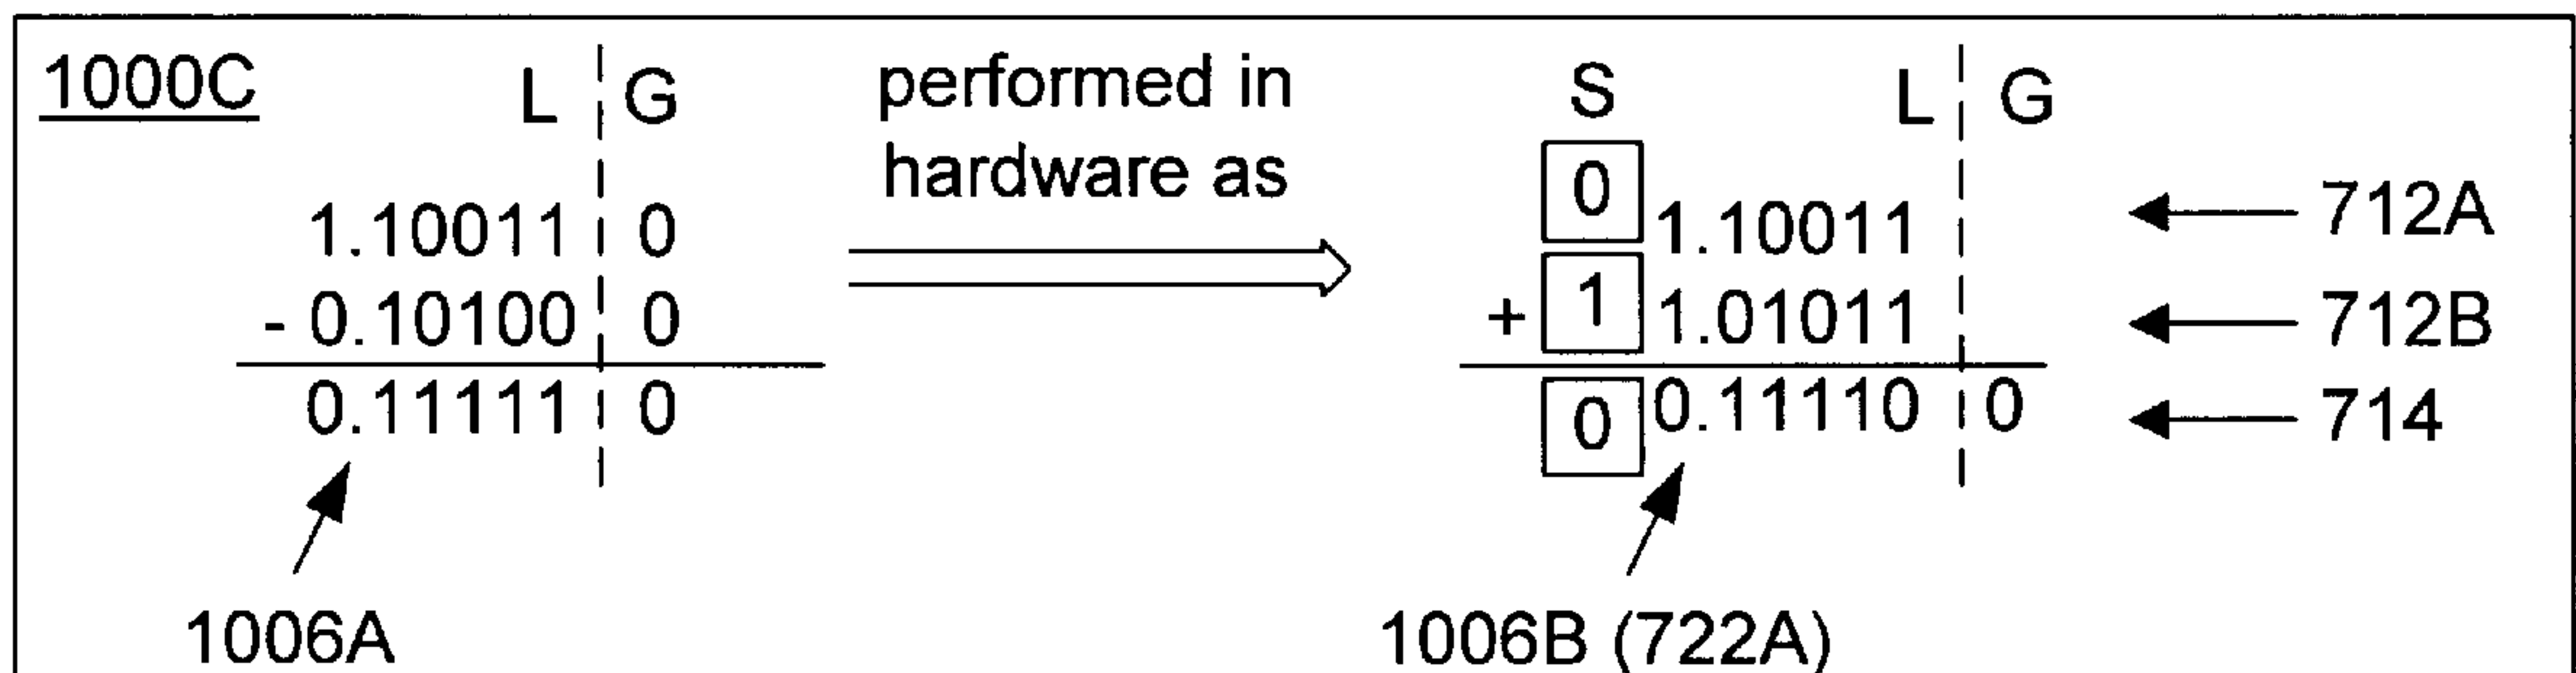 1000C
L G
1.10011 0
- 0.10100 0
0.11111 0
1006A
performed in
hardware as
S L G
0 1.10011
+ 1 1.01011
0 0.11110 0
712A
712B
714
1006B (722A)